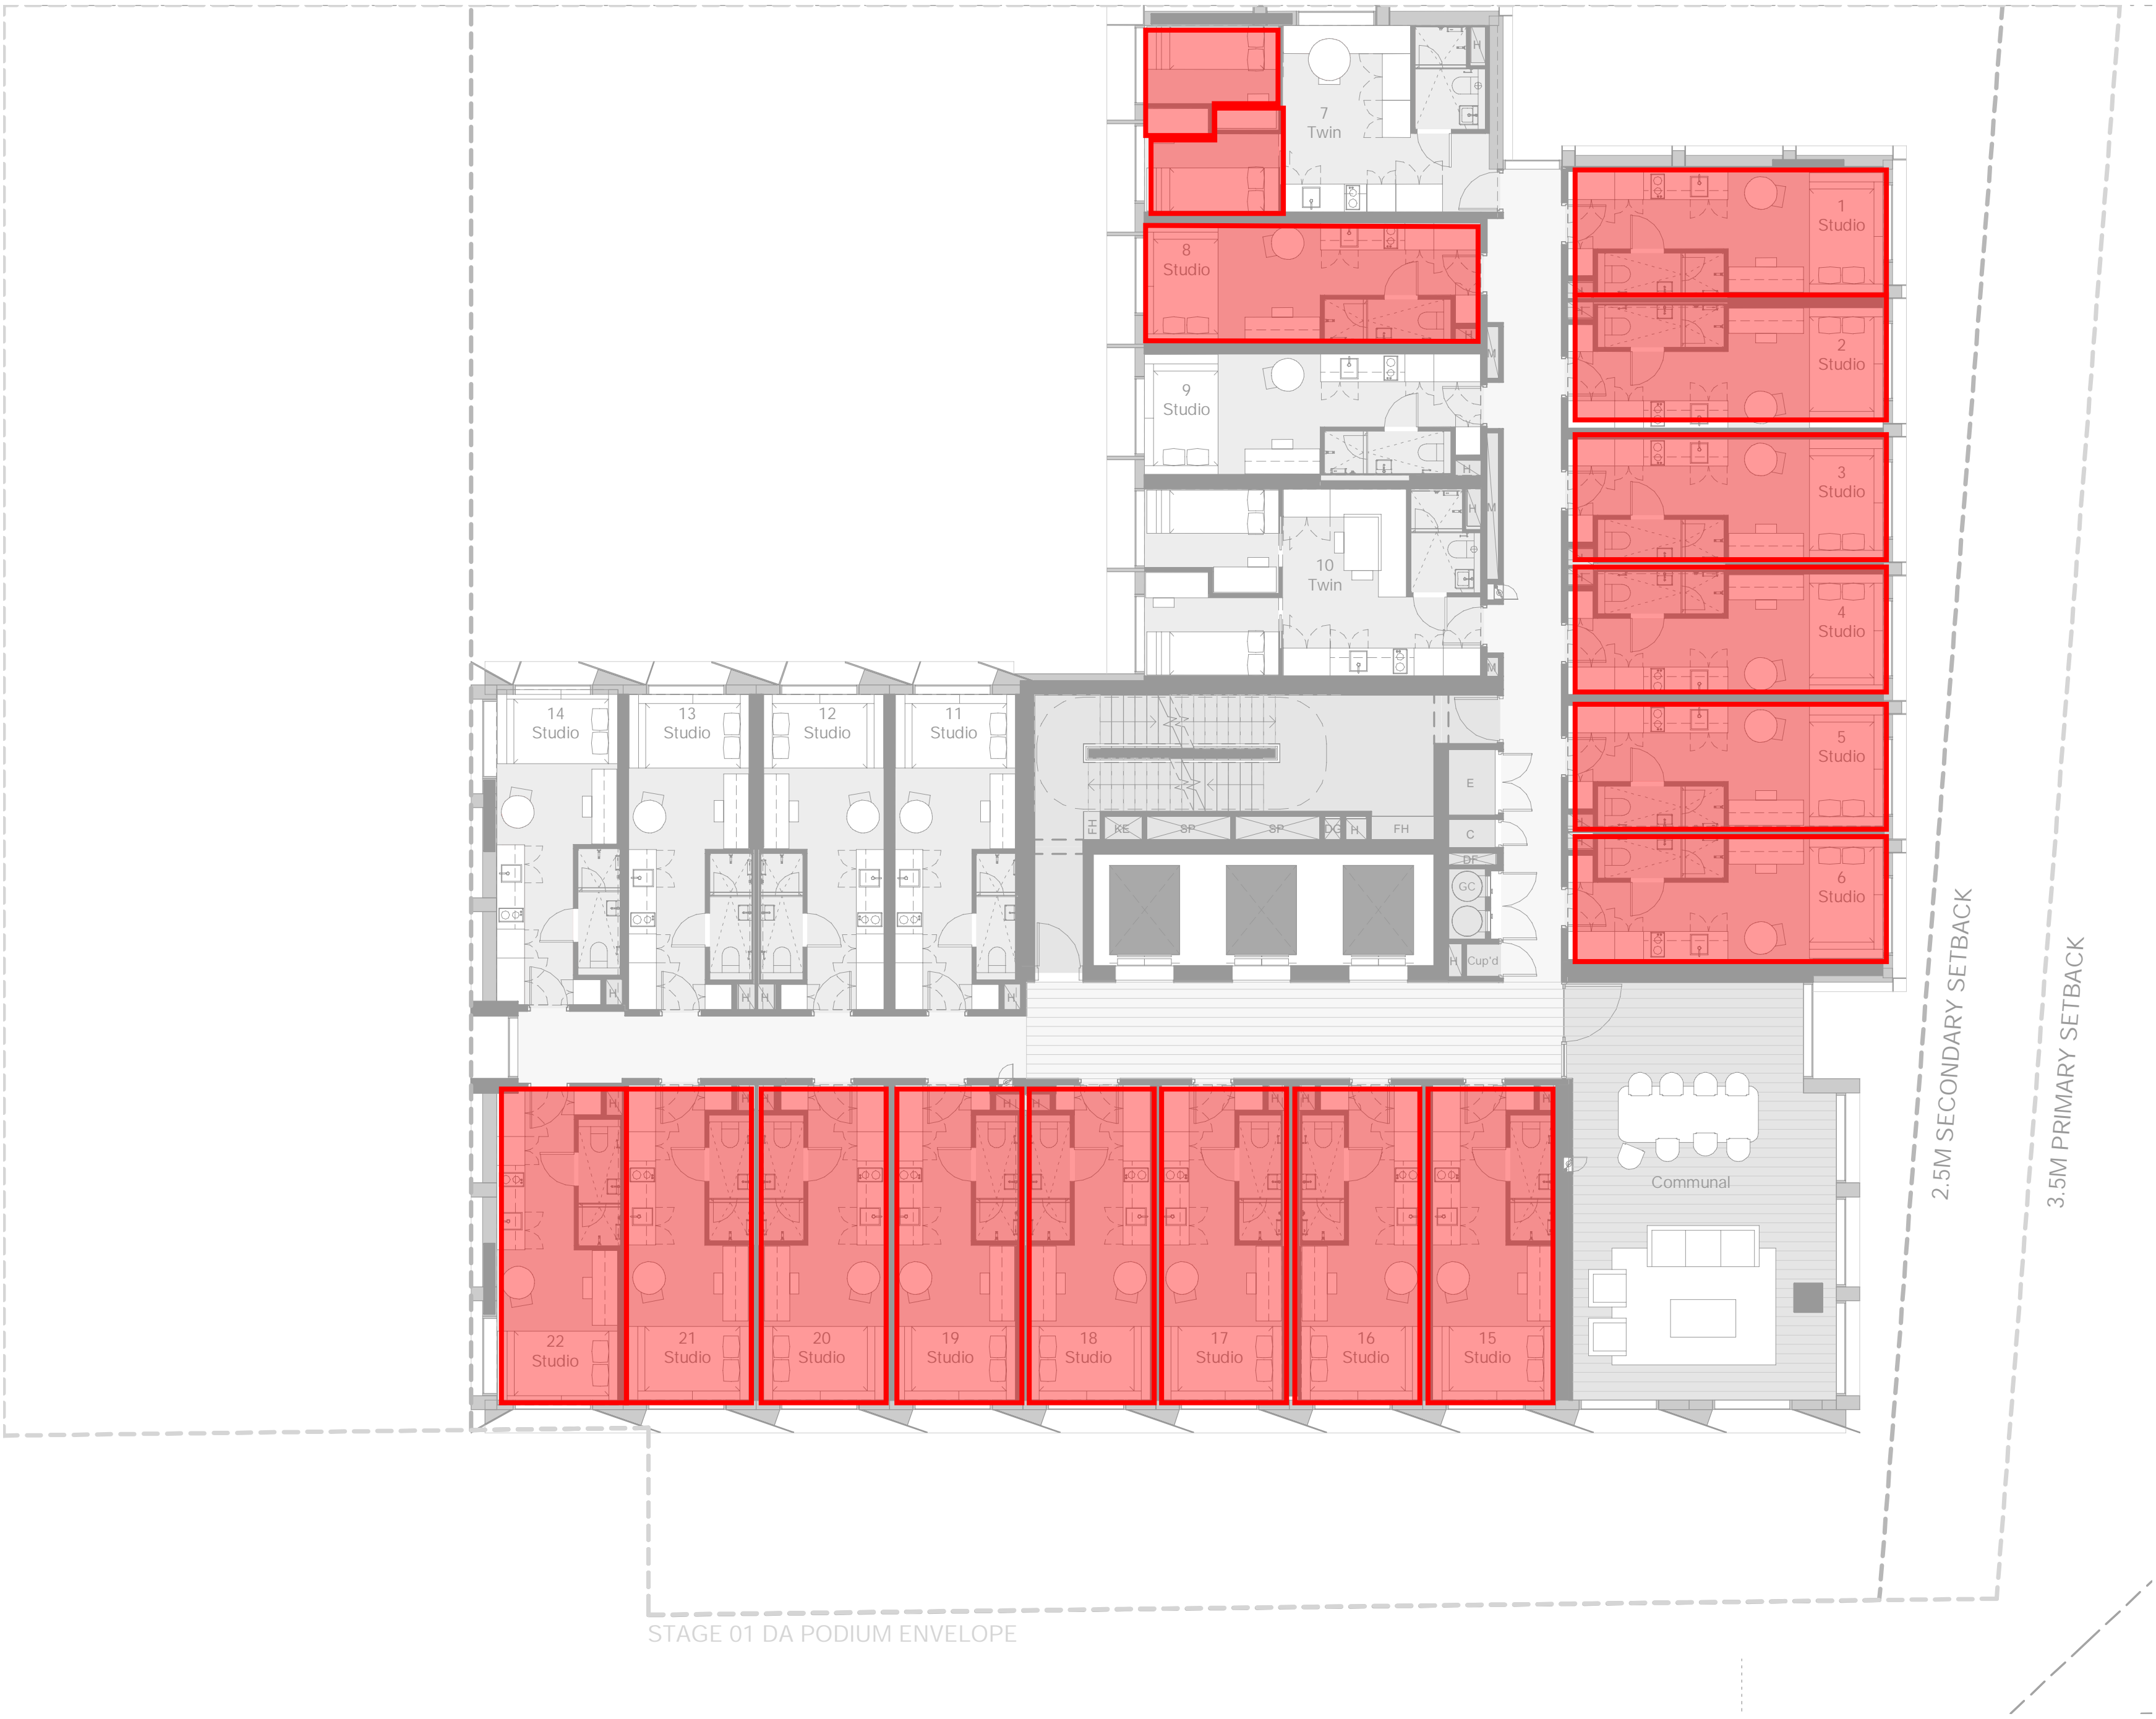 H
7
Twin
1
Studio
8
Studio
H
M
2
Studio
9
Studio
H
3
Studio
H
M
10
Twin
4
Studio
M
14
Studio
13
Studio
12
Studio
11
Studio
5
Studio
E
FH
KE
SP
SP
DG
H
FH
C
DF
GC
6
Studio
H
Cup'd
H
H
H
H
2.5M SECONDARY SETBACK
3.5M PRIMARY SETBACK
H
H
H
H
H
H
H
H
Communal
22
Studio
21
Studio
20
Studio
19
Studio
18
Studio
17
Studio
16
Studio
15
Studio
STAGE 01 DA PODIUM ENVELOPE